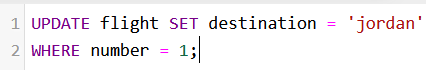 1 UPDATE flight SET destination = 'jordan'
2 WHERE number = 1;